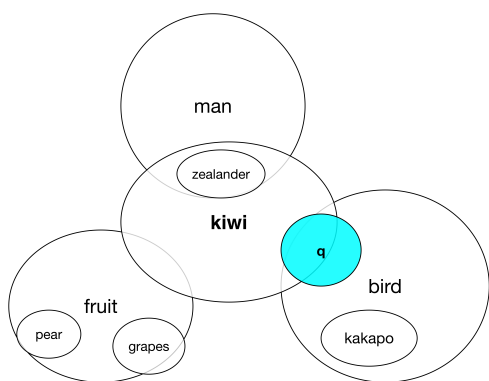 man
zealander
kiwi
q
bird
fruit
pear
grapes
kakapo